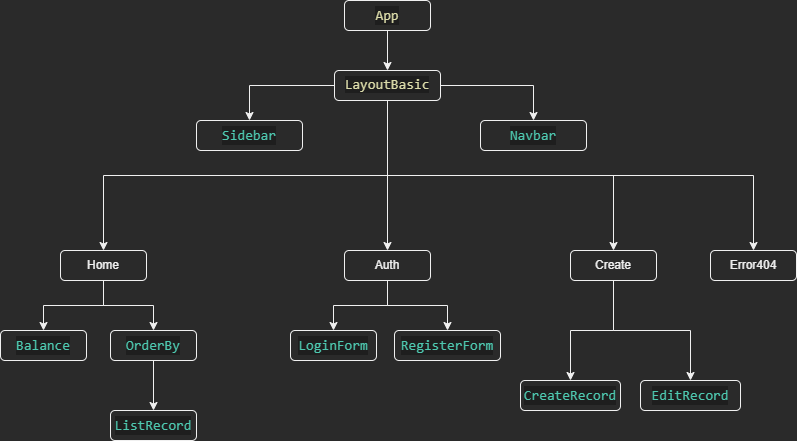 App
LayoutBasic
Sidebar
Navbar
Home
Auth
Create
Error404
Balance
OrderBy
LoginForm
RegisterForm
CreateRecord
EditRecord
ListRecord